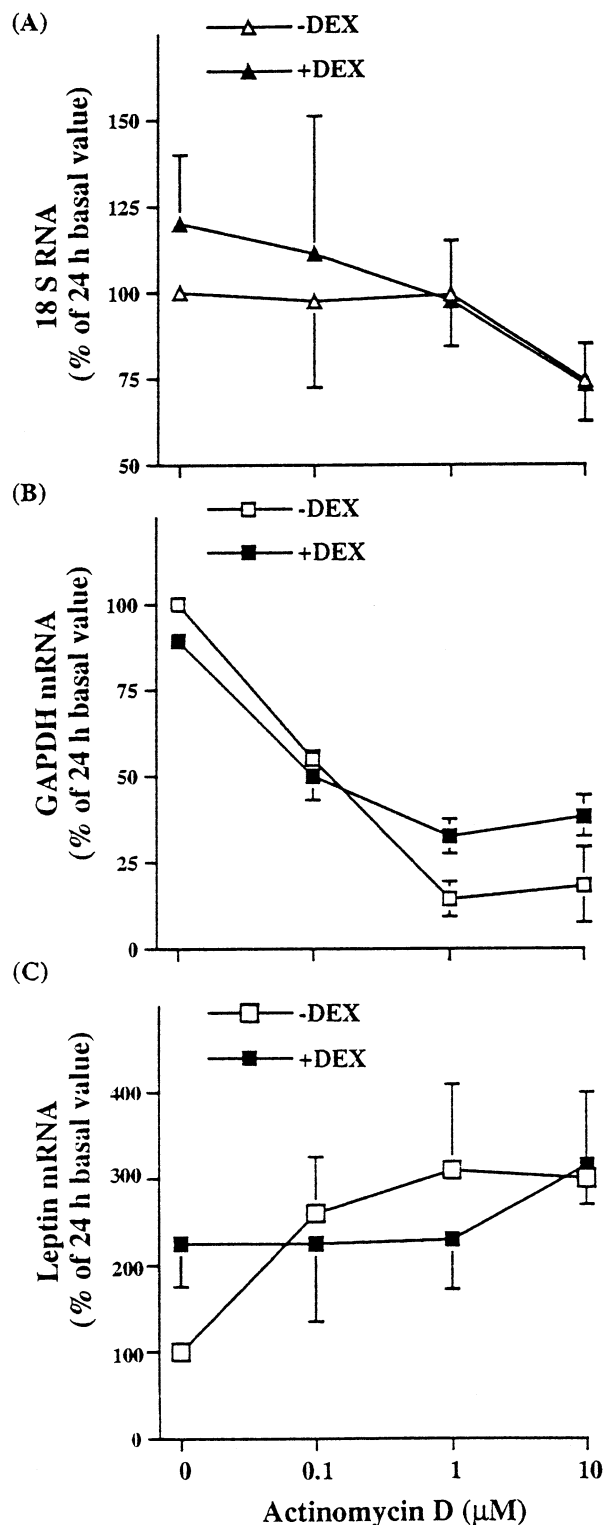 (A)
-DEX
+DEX
150
125
100
75
50
18 S RNA
(% of 24 h basal value)
(B)
-DEX
+DEX
100
75
50
25
0
GAPDH mRNA
(% of 24 h basal value)
(C)
-DEX
+DEX
400
300
200
100
0
Leptin mRNA
(% of 24 h basal value)
0 0.1 1 10
Actinomycin D (μM)